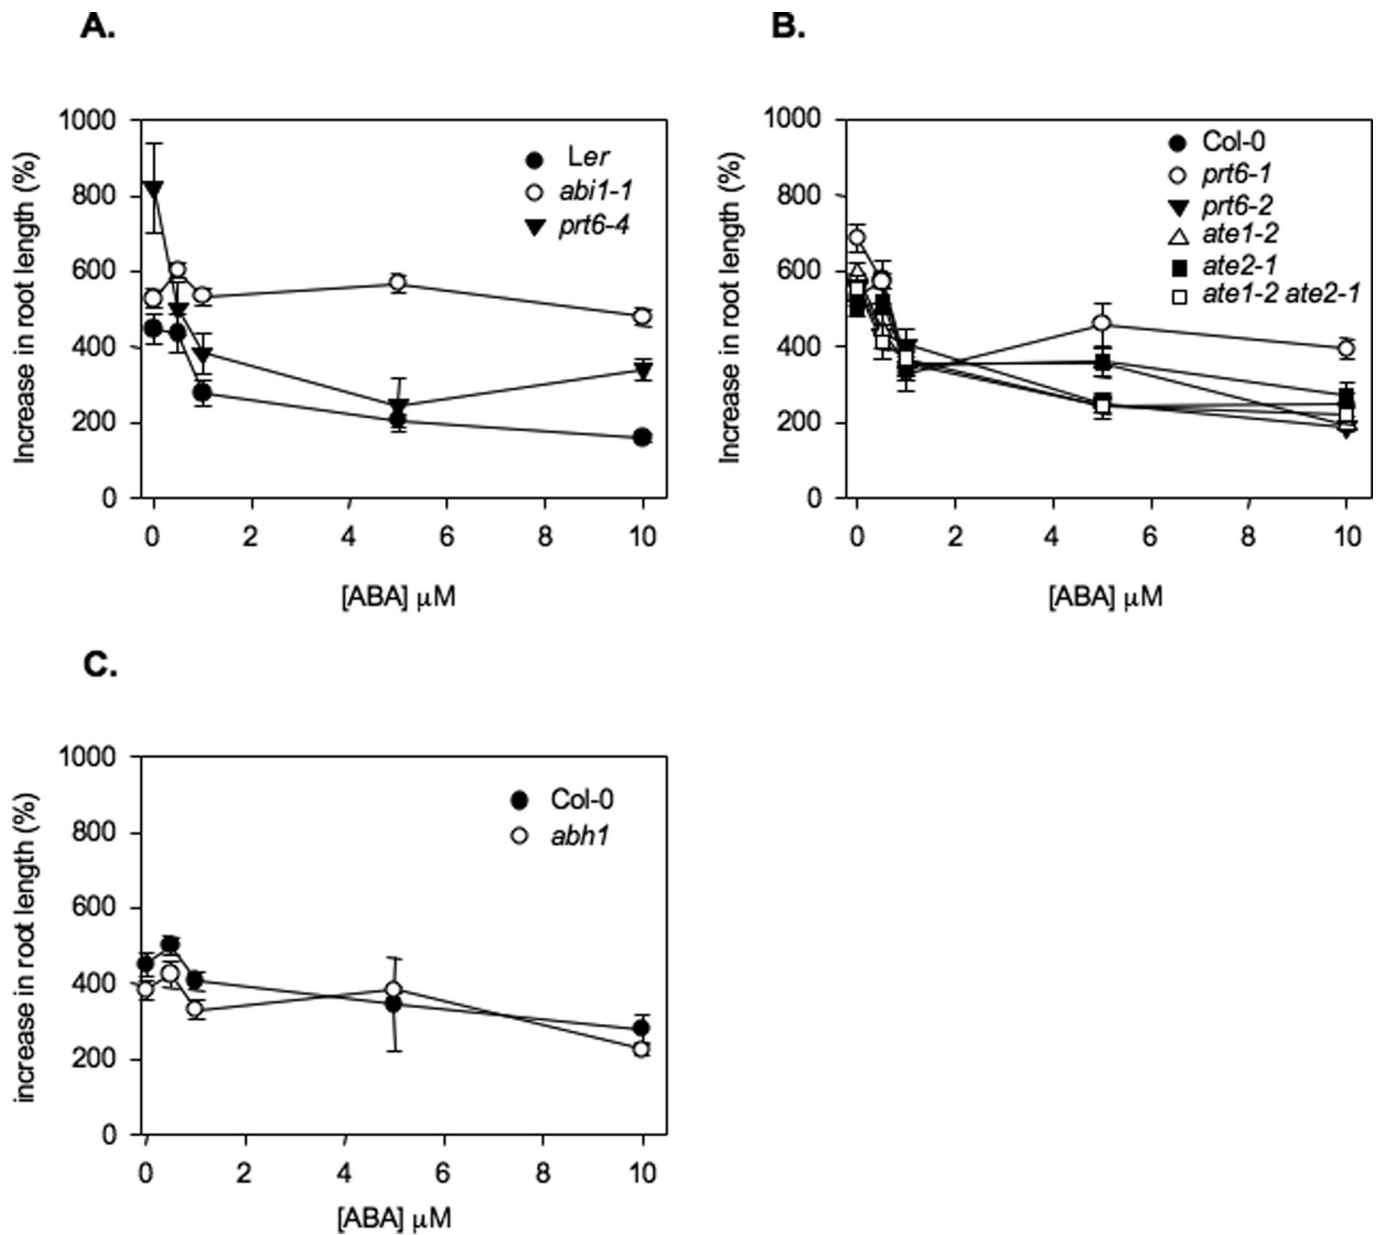 A.
Increase in root length (%)
1000
800
600
400
200
0
Ler
abi1-1
prt6-4
0 2 4 6 8 10
[ABA] μM
B.
Increase in root length (%)
1000
800
600
400
200
0
Col-0
prt6-1
prt6-2
ate1-2
ate2-1
ate1-2 ate2-1
0 2 4 6 8 10
[ABA] μM
C.
increase in root length (%)
1000
800
600
400
200
0
Col-0
abh1
0 2 4 6 8 10
[ABA] μM